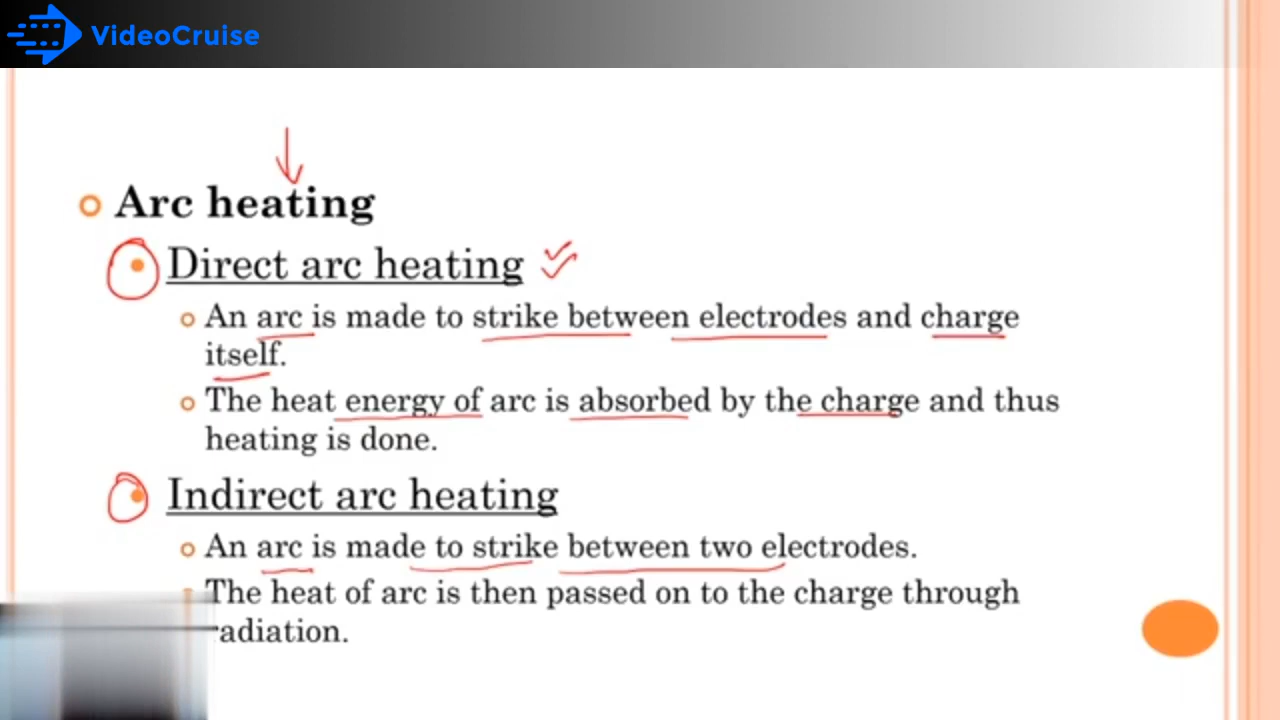 VideoCruise
Arc heating
Direct arc heating
An arc is made to strike between electrodes and charge
itself.
The heat energy of arc is absorbed by the charge and thus
heating is done.
Indirect arc heating
An arc is made to strike between two electrodes.
The heat of arc is then passed on to the charge through
radiation.